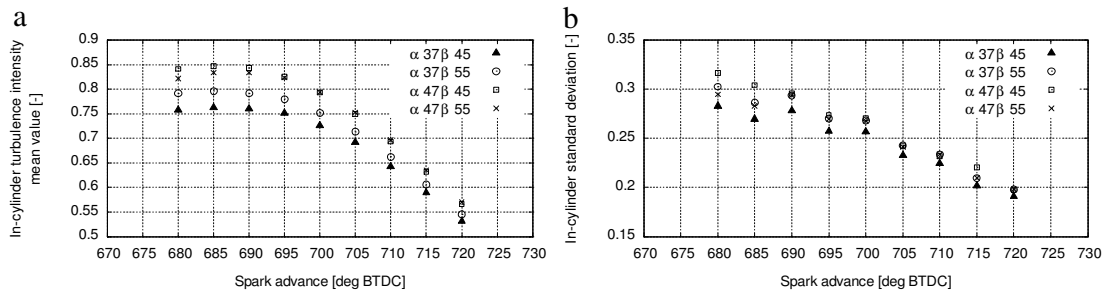 a
In-cylinder turbulence intensity
mean value [-]
0.9
0.85
0.8
0.75
0.7
0.65
0.6
0.55
0.5
670 675 680 685 690 695 700 705 710 715 720 725 730
Spark advance [deg BTDC]
α 37β 45
α 37β 55
α 47β 45
α 47β 55
b
In-cylinder standard deviation [-]
0.35
0.3
0.25
0.2
0.15
670 675 680 685 690 695 700 705 710 715 720 725 730
Spark advance [deg BTDC]
α 37β 45
α 37β 55
α 47β 45
α 47β 55